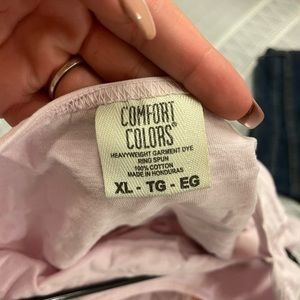 COMFORT
COLORS
HEAVYWEIGHT GARMENT DYE
RING SPUN
100% COTTON
MADE IN HONDURAS
XL - TG - EG